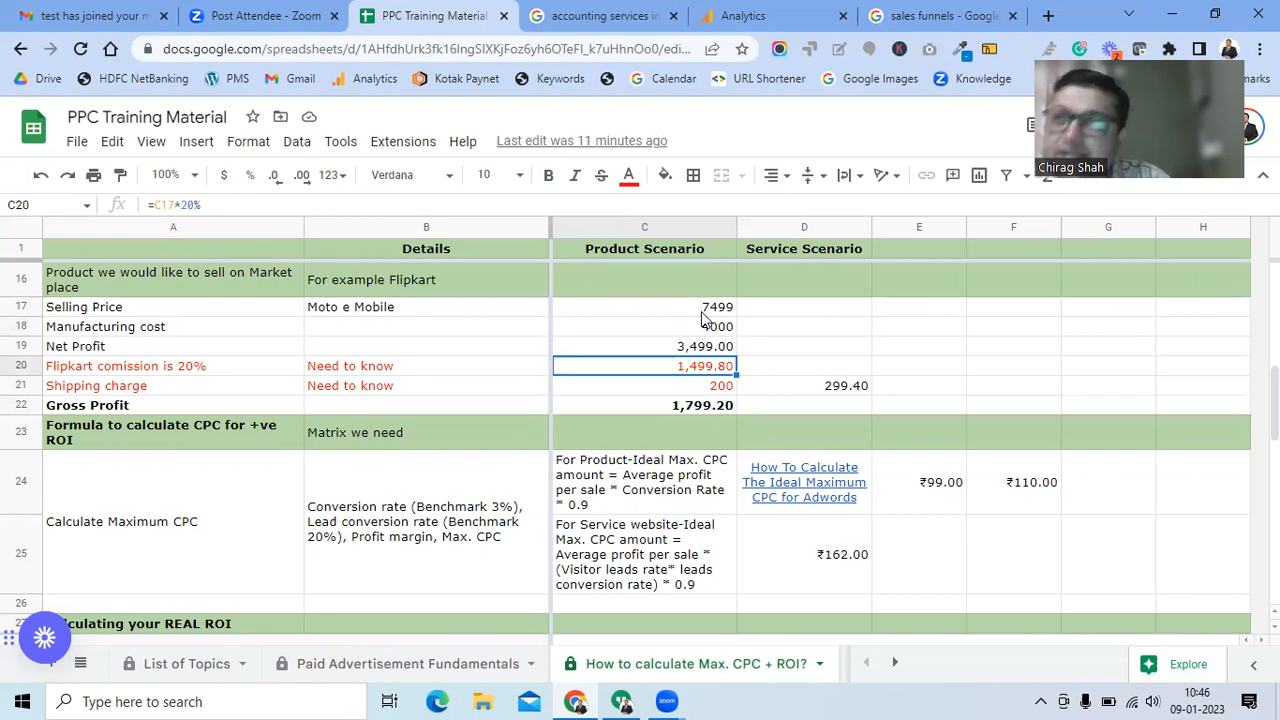 test has joined your m
Post Attendee - Zoom
PPC Training Material
accounting services in
Analytics
sales funnels - Google
docs.google.com/spreadsheets/d/1AHfdhUrk3fk16IngSIXKjFoz6yh6OTeFI_k7uHhnOo0/edi...
Drive
HDFC NetBanking
PMS
Gmail
Analytics
Kotak Paynet
Keywords
Calendar
URL Shortener
Google Images
Knowledge
marks
PPC Training Material
File Edit View Insert Format Data Tools Extensions Help Last edit was 11 minutes ago
Chirag Shah
100% $ % .0 .00 123 Verdana 10 B I S A
C20 fx =C17*20%
A B C D E F G H
1 Details Product Scenario Service Scenario
16 Product we would like to sell on Market place For example Flipkart
17 Selling Price Moto e Mobile 7499
18 Manufacturing cost 4000
19 Net Profit 3,499.00
20 Flipkart comission is 20% Need to know 1,499.80
21 Shipping charge Need to know 200 299.40
22 Gross Profit 1,799.20
23 Formula to calculate CPC for +ve ROI Matrix we need
24
For Product-Ideal Max. CPC
amount = Average profit
per sale * Conversion Rate
* 0.9
How To Calculate
The Ideal Maximum
CPC for Adwords
₹99.00 ₹110.00
Calculate Maximum CPC
Conversion rate (Benchmark 3%),
Lead conversion rate (Benchmark
20%), Profit margin, Max. CPC
25
For Service website-Ideal
Max. CPC amount =
Average profit per sale *
(Visitor leads rate* leads
conversion rate) * 0.9
₹162.00
26
culating your REAL ROI
List of Topics
Paid Advertisement Fundamentals
How to calculate Max. CPC + ROI?
Explore
Type here to search
10:46
09-01-2023